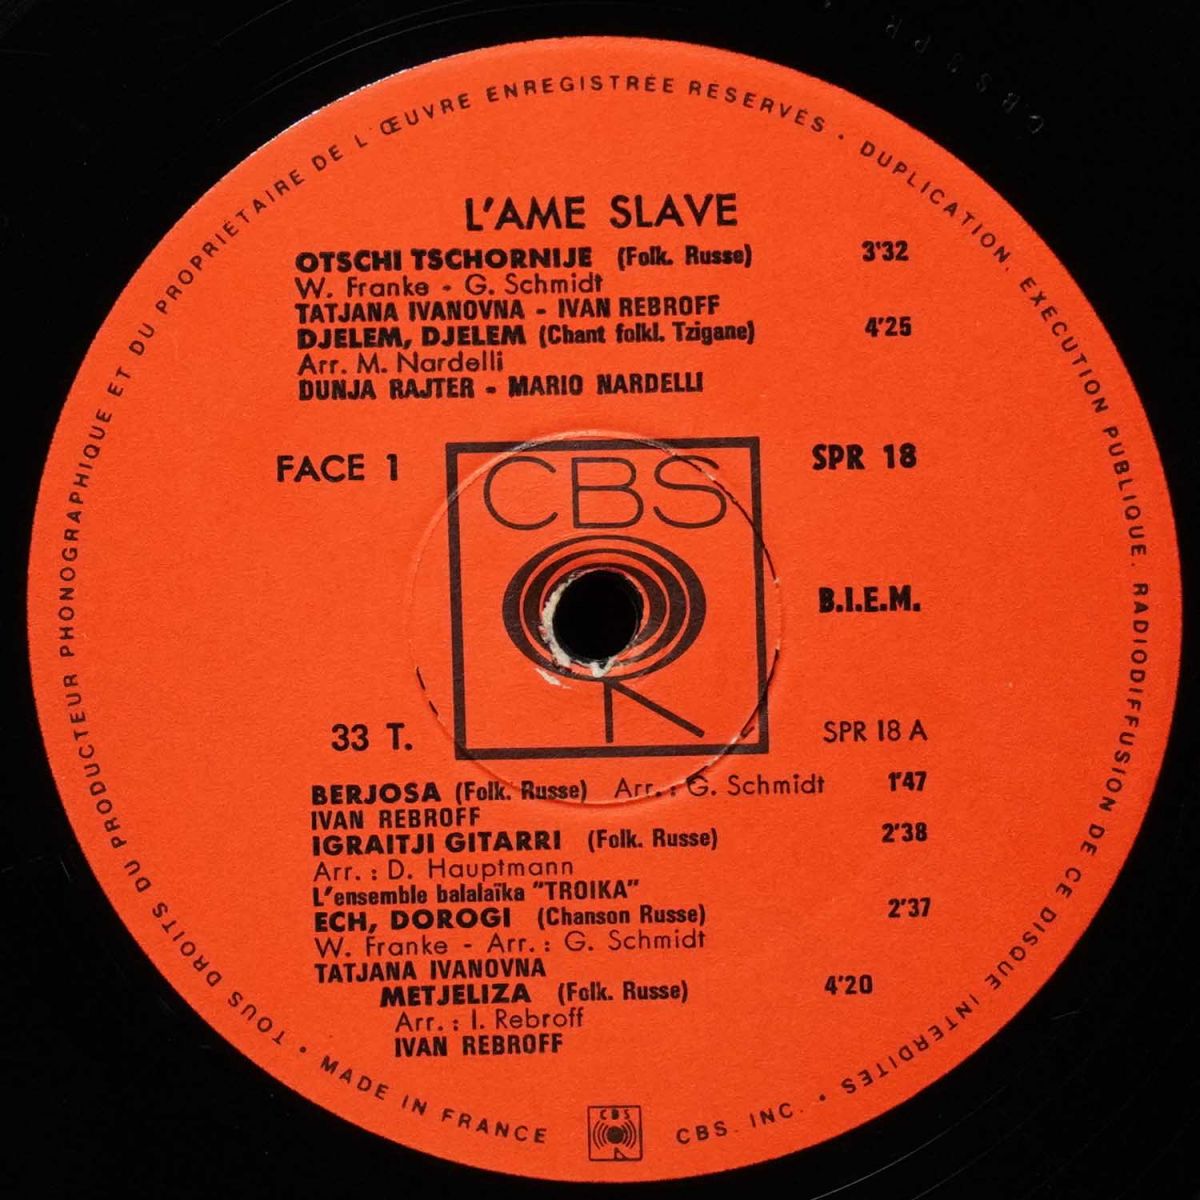 TOUS DROITS DU PRODUCTEUR PHONOGRAPHIQUE ET DU PROPRIÉTAIRE DE L'ŒUVRE ENREGISTRÉE RÉSERVÉS · DUPLICATION, EXECUTION PUBLIQUE, RADIODIFFUSION DE CE DISQUE INTERDITES ·
L'AME SLAVE
OTSCHI TSCHORNIJE (Folk. Russe) 3'32
W. Franke - G. Schmidt
TATJANA IVANOVNA - IVAN REBROFF
DJELEM, DJELEM (Chant folkl. Tzigane) 4'25
Arr. M. Nardelli
DUNJA RAJTER - MARIO NARDELLI
FACE 1
CBS
SPR 18
B.I.E.M.
33 T.
SPR 18 A
BERJOSA (Folk. Russe) Arr. : G. Schmidt 1'47
IVAN REBROFF
IGRAITJI GITARRI (Folk. Russe) 2'38
Arr. : D. Hauptmann
L'ensemble balalaïka "TROIKA"
ECH, DOROGI (Chanson Russe) 2'37
W. Franke - Arr. : G. Schmidt
TATJANA IVANOVNA
METJELIZA (Folk. Russe) 4'20
Arr. : I. Rebroff
IVAN REBROFF
· MADE IN FRANCE
CBS
CBS. INC.